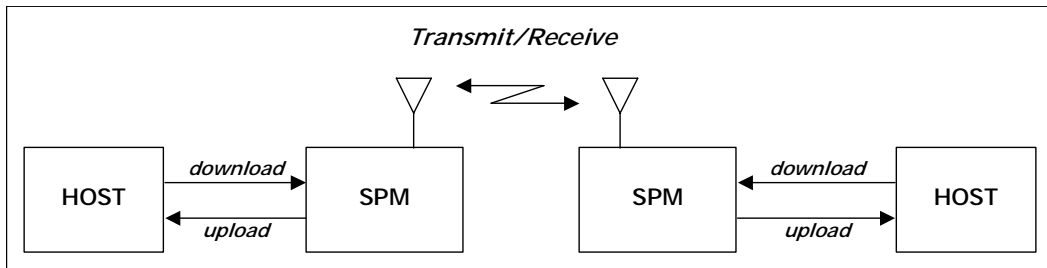 Transmit/Receive
download
download
HOST
SPM
SPM
HOST
upload
upload